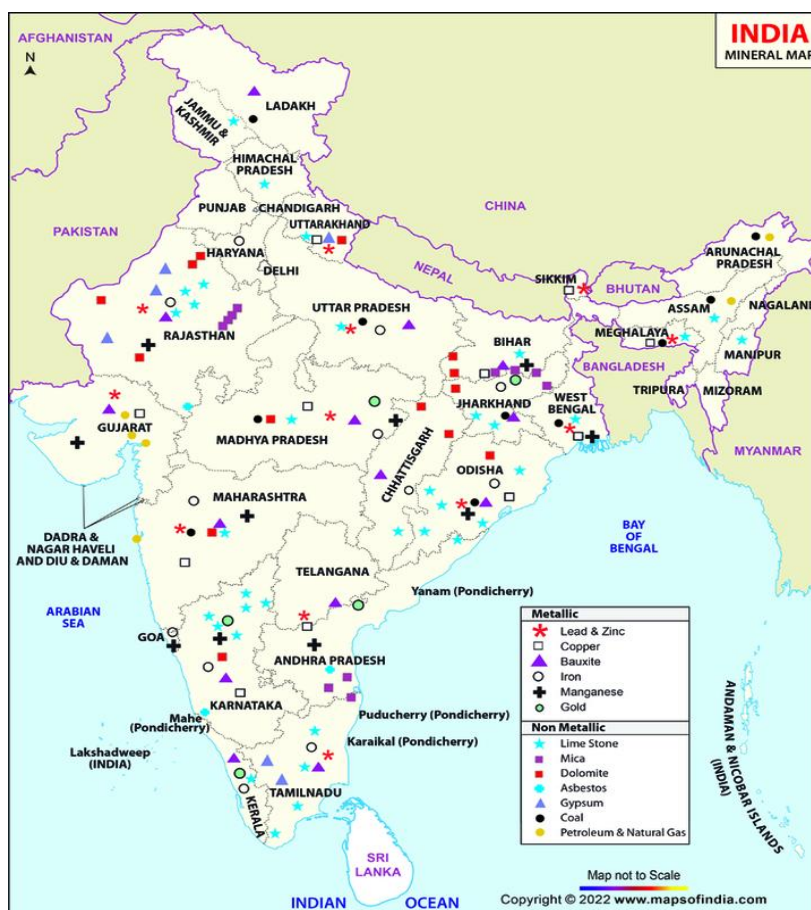 INDIA
MINERAL MAP
AFGHANISTAN
N
LADAKH
JAMMU &
KASHMIR
HIMACHAL
PRADESH
PUNJAB
CHANDIGARH
UTTARAKHAND
CHINA
PAKISTAN
HARYANA
DELHI
NEPAL
SIKKIM
BHUTAN
ARUNACHAL
PRADESH
ASSAM
NAGALAND
RAJASTHAN
UTTAR PRADESH
BIHAR
MEGHALAYA
MANIPUR
BANGLADESH
TRIPURA
MIZORAM
GUJARAT
MADHYA PRADESH
JHARKHAND
WEST
BENGAL
MYANMAR
CHHATTISGARH
ODISHA
MAHARASHTRA
DADRA &
NAGAR HAVELI
AND DIU & DAMAN
BAY
OF
BENGAL
TELANGANA
Yanam (Pondicherry)
ARABIAN
SEA
GOA
ANDHRA PRADESH
KARNATAKA
Mahe
(Pondicherry)
Puducherry (Pondicherry)
Karaikal (Pondicherry)
Lakshadweep
(INDIA)
TAMILNADU
KERALA
SRI
LANKA
INDIAN OCEAN
ANDAMAN & NICOBAR ISLANDS
(INDIA)
Metallic
Lead & Zinc
Copper
Bauxite
Iron
Manganese
Gold
Non Metallic
Lime Stone
Mica
Dolomite
Asbestos
Gypsum
Coal
Petroleum & Natural Gas
Map not to Scale
Copyright © 2022 www.mapsofindia.com